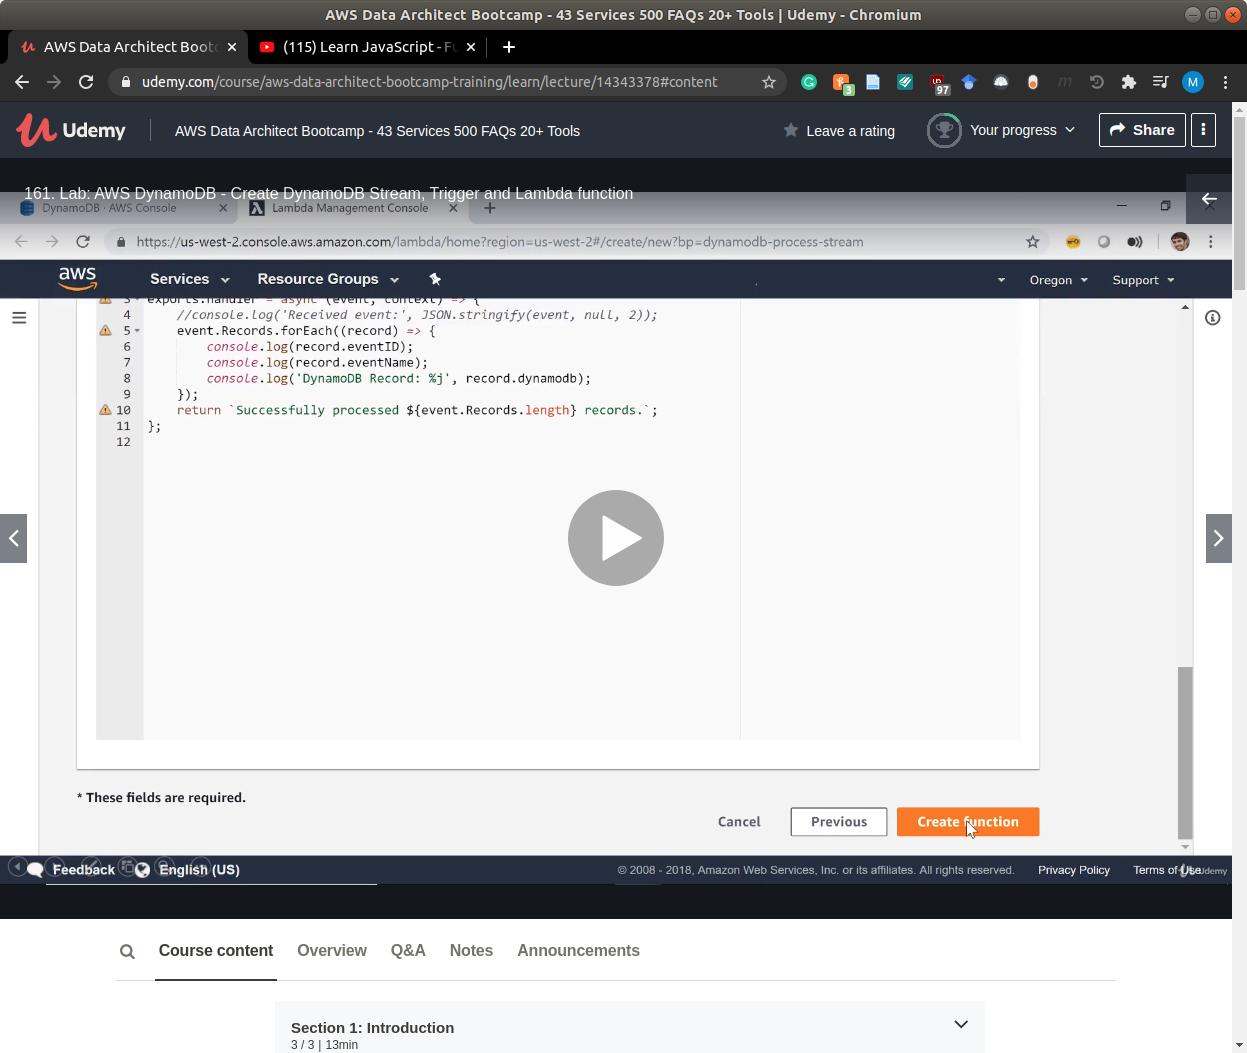 AWS Data Architect Bootcamp - 43 Services 500 FAQs 20+ Tools | Udemy - Chromium
AWS Data Architect Bootc
(115) Learn JavaScript - Fu
udemy.com/course/aws-data-architect-bootcamp-training/learn/lecture/14343378#content
3
97
M
Udemy
AWS Data Architect Bootcamp - 43 Services 500 FAQs 20+ Tools
Leave a rating
Your progress
Share
161. Lab: AWS DynamoDB - Create DynamoDB Stream, Trigger and Lambda function
DynamoDB · AWS Console
Lambda Management Console
https://us-west-2.console.aws.amazon.com/lambda/home?region=us-west-2#/create/new?bp=dynamodb-process-stream
aws
Services
Resource Groups
Oregon
Support
3 exports.handler = async (event, context) => {
4 //console.log('Received event:', JSON.stringify(event, null, 2));
5 event.Records.forEach((record) => {
6 console.log(record.eventID);
7 console.log(record.eventName);
8 console.log('DynamoDB Record: %j', record.dynamodb);
9 });
10 return `Successfully processed ${event.Records.length} records.`;
11 };
12
* These fields are required.
Cancel
Previous
Create function
Feedback
English (US)
© 2008 - 2018, Amazon Web Services, Inc. or its affiliates. All rights reserved.
Privacy Policy
Terms of Use
Udemy
Course content
Overview
Q&A
Notes
Announcements
Section 1: Introduction
3 / 3 | 13min